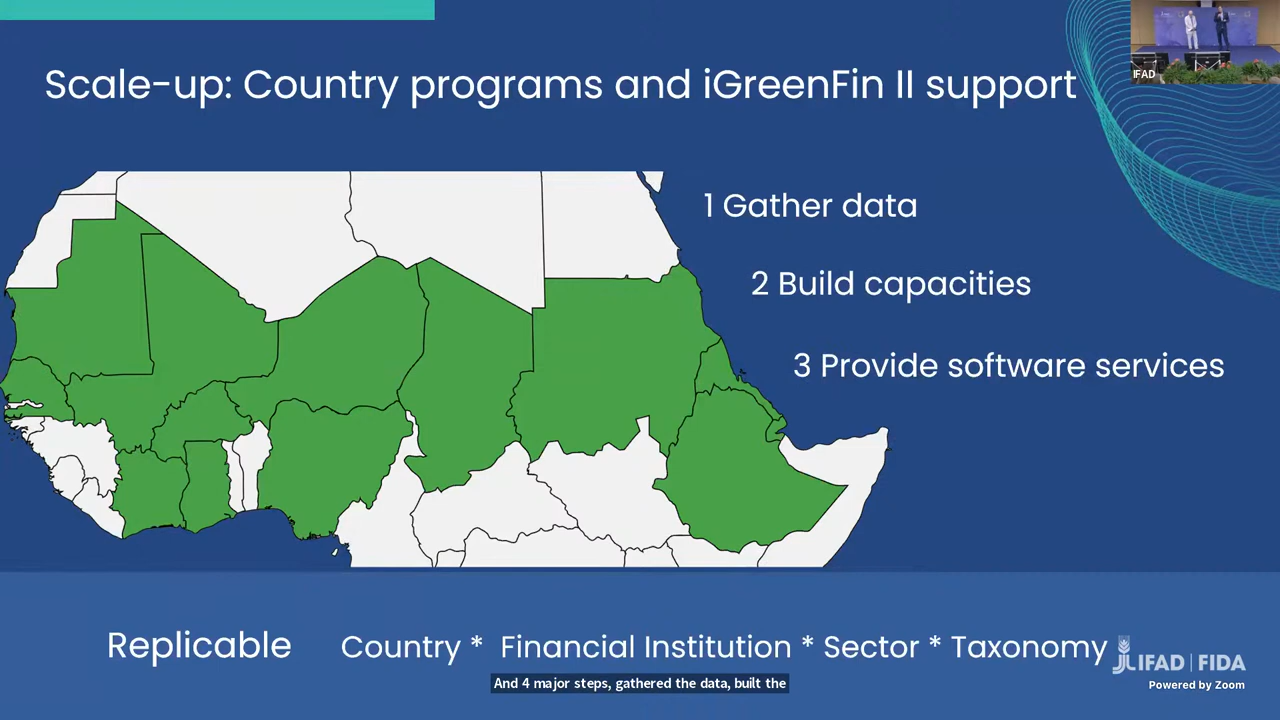 Scale-up: Country programs and iGreenFin II support
IFAD
1 Gather data
2 Build capacities
3 Provide software services
Replicable Country * Financial Institution * Sector * Taxonomy
IFAD | FIDA
And 4 major steps, gathered the data, built the
Powered by Zoom